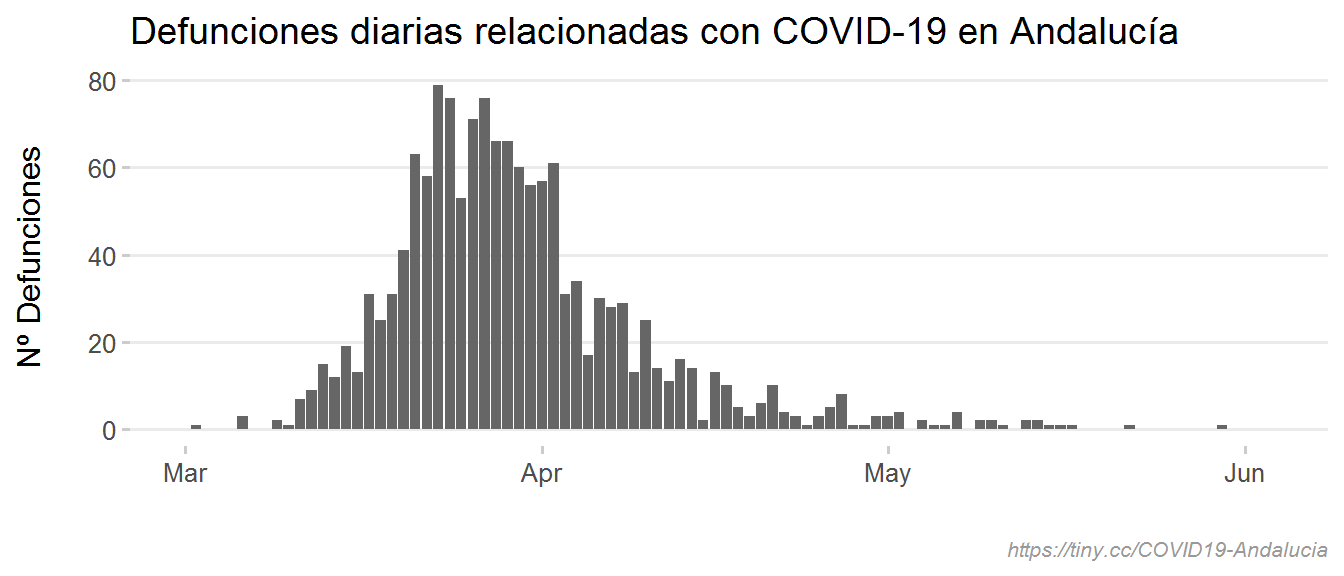 Defunciones diarias relacionadas con COVID-19 en Andalucía
Nº Defunciones
80
60
40
20
0
Mar Apr May Jun
https://tiny.cc/COVID19-Andalucia